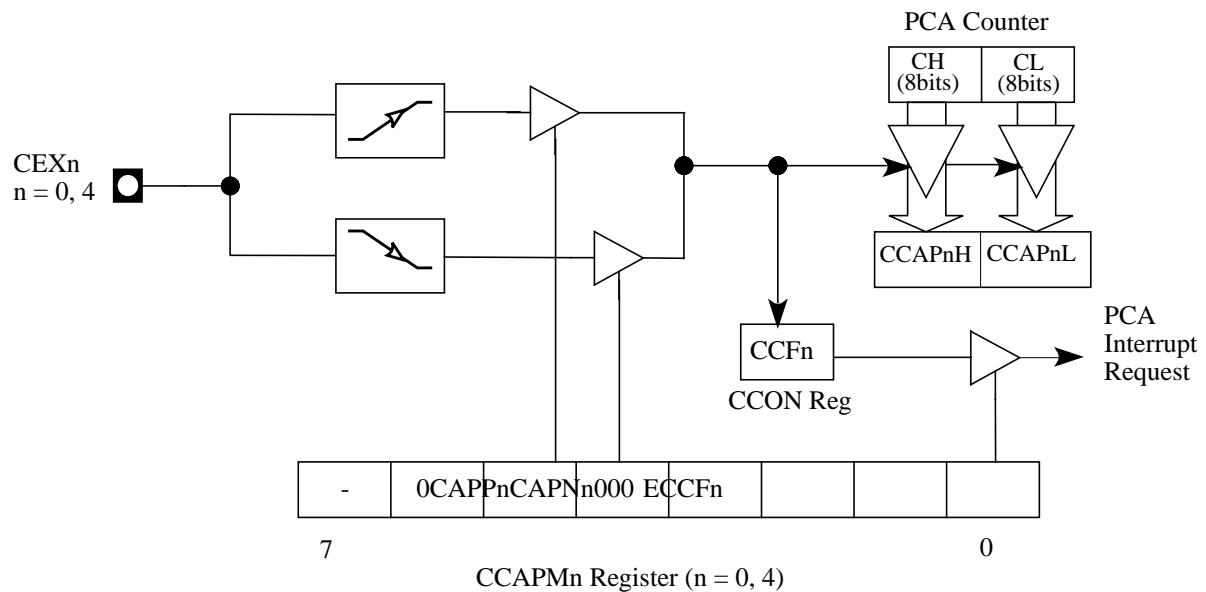 PCA Counter
CH
(8bits)
CL
(8bits)
CEXn
n = 0, 4
CCAPnH
CCAPnL
CCFn
CCON Reg
PCA
Interrupt
Request
- 0CAPPnCAPNn000 ECCFn
7 0
CCAPMn Register (n = 0, 4)